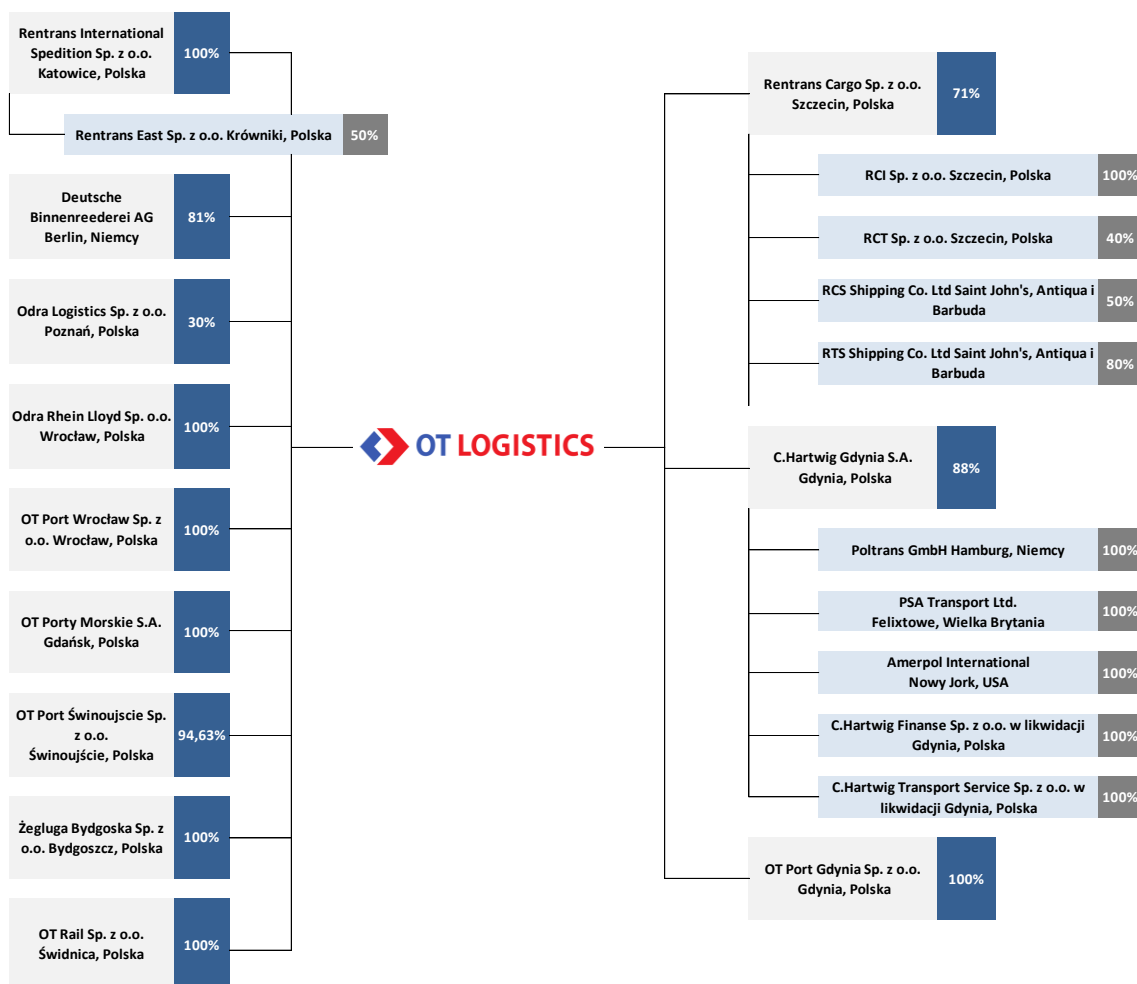 Rentrans International
Spedition Sp. z o.o.
Katowice, Polska
100%
Rentrans East Sp. z o.o. Krówniki, Polska
50%
Deutsche
Binnenreederei AG
Berlin, Niemcy
81%
Odra Logistics Sp. z o.o.
Poznań, Polska
30%
Odra Rhein Lloyd Sp. o.o.
Wrocław, Polska
100%
OT Port Wrocław Sp. z
o.o. Wrocław, Polska
100%
OT Porty Morskie S.A.
Gdańsk, Polska
100%
OT Port Świnoujscie Sp.
z o.o.
Świnoujście, Polska
94,63%
Żegluga Bydgoska Sp. z
o.o. Bydgoszcz, Polska
100%
OT Rail Sp. z o.o.
Świdnica, Polska
100%
OT LOGISTICS
Rentrans Cargo Sp. z o.o.
Szczecin, Polska
71%
RCI Sp. z o.o. Szczecin, Polska
100%
RCT Sp. z o.o. Szczecin, Polska
40%
RCS Shipping Co. Ltd Saint John's, Antiqua i
Barbuda
50%
RTS Shipping Co. Ltd Saint John's, Antiqua i
Barbuda
80%
C.Hartwig Gdynia S.A.
Gdynia, Polska
88%
Poltrans GmbH Hamburg, Niemcy
100%
PSA Transport Ltd.
Felixtowe, Wielka Brytania
100%
Amerpol International
Nowy Jork, USA
100%
C.Hartwig Finanse Sp. z o.o. w likwidacji
Gdynia, Polska
100%
C.Hartwig Transport Service Sp. z o.o. w
likwidacji Gdynia, Polska
100%
OT Port Gdynia Sp. z o.o.
Gdynia, Polska
100%